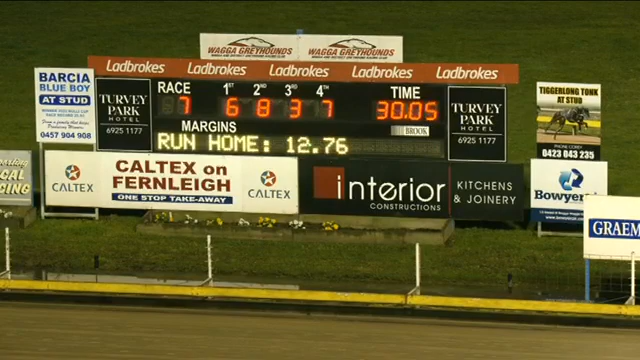 WAGGA GREYHOUNDS
WAGGA GREYHOUNDS
Ladbrokes Ladbrokes Ladbrokes Ladbrokes Ladbrokes
BARCIA
BLUE BOY
AT STUD
0457 904 908
TURVEY
PARK
HOTEL
6925 1177
RACE 1ST 2ND 3RD 4TH TIME
7 6 8 3 7 30.05
MARGINS
BROOK
RUN HOME: 12.76
TURVEY
PARK
HOTEL
6925 1177
TIGGERLONG TONK
AT STUD
0423 043 235
CALTEX
CALTEX on
FERNLEIGH
ONE STOP TAKE-AWAY
CALTEX
interior
CONSTRUCTIONS
KITCHENS
& JOINERY
Bowyer
GRAEM